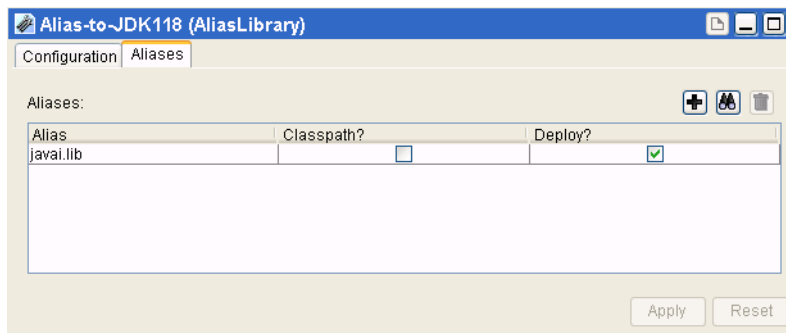 Alias-to-JDK118 (AliasLibrary)
Configuration Aliases
Aliases:
Alias Classpath? Deploy?
javai.lib
Apply Reset